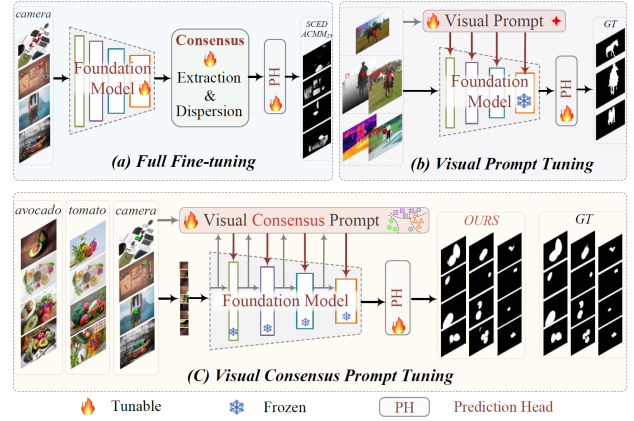 camera
Foundation
Model
Consensus
Extraction
&
Dispersion
PH
SCED
ACMM₂₃
(a) Full Fine-tuning
Visual Prompt
GT
Foundation
Model
PH
(b) Visual Prompt Tuning
avocado
tomato
camera
Visual Consensus Prompt
OURS
GT
Foundation Model
PH
(C) Visual Consensus Prompt Tuning
Tunable
Frozen
PH
Prediction Head